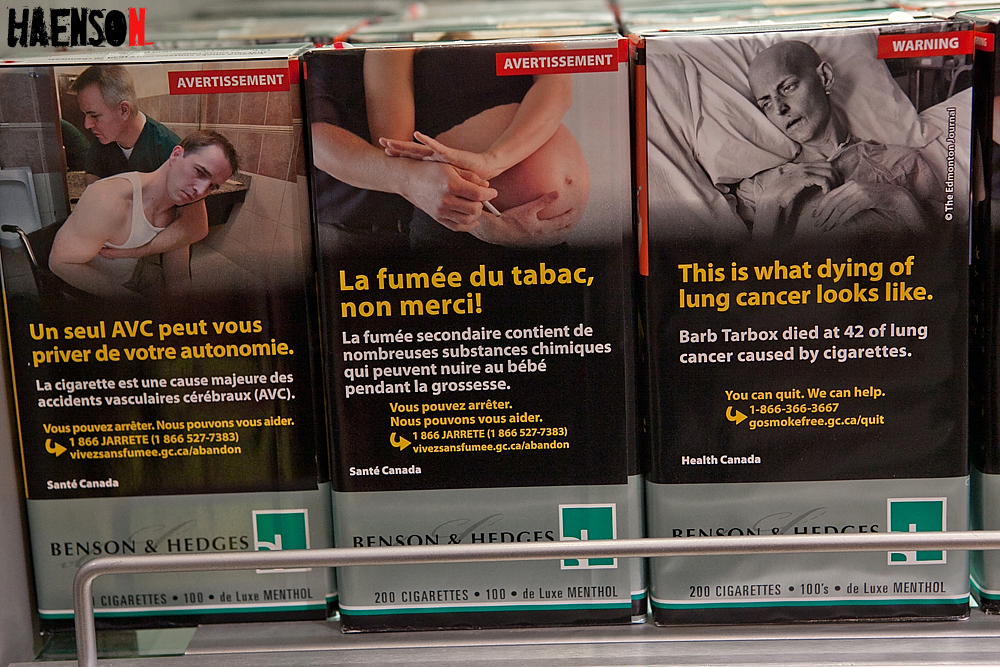 HAENSON
AVERTISSEMENT
Un seul AVC peut vous
priver de votre autonomie.
La cigarette est une cause majeure des
accidents vasculaires cérébraux (AVC).
Vous pouvez arrêter. Nous pouvons vous aider.
1 866 JARRETE (1 866 527-7383)
vivezsansfumee.gc.ca/abandon
Santé Canada
BENSON & HEDGES
CIGARETTES • 100 • de Luxe MENTHOL
AVERTISSEMENT
La fumée du tabac,
non merci!
La fumée secondaire contient de
nombreuses substances chimiques
qui peuvent nuire au bébé
pendant la grossesse.
Vous pouvez arrêter.
Nous pouvons vous aider.
1 866 JARRETE (1 866 527-7383)
vivezsansfumee.gc.ca/abandon
Santé Canada
BENSON & HEDGES
200 CIGARETTES • 100 • de Luxe MENTHOL
WARNING
© The Edmonton Journal
This is what dying of
lung cancer looks like.
Barb Tarbox died at 42 of lung
cancer caused by cigarettes.
You can quit. We can help.
1-866-366-3667
gosmokefree.gc.ca/quit
Health Canada
BENSON & HEDGES
200 CIGARETTES • 100's • de Luxe MENTHOL